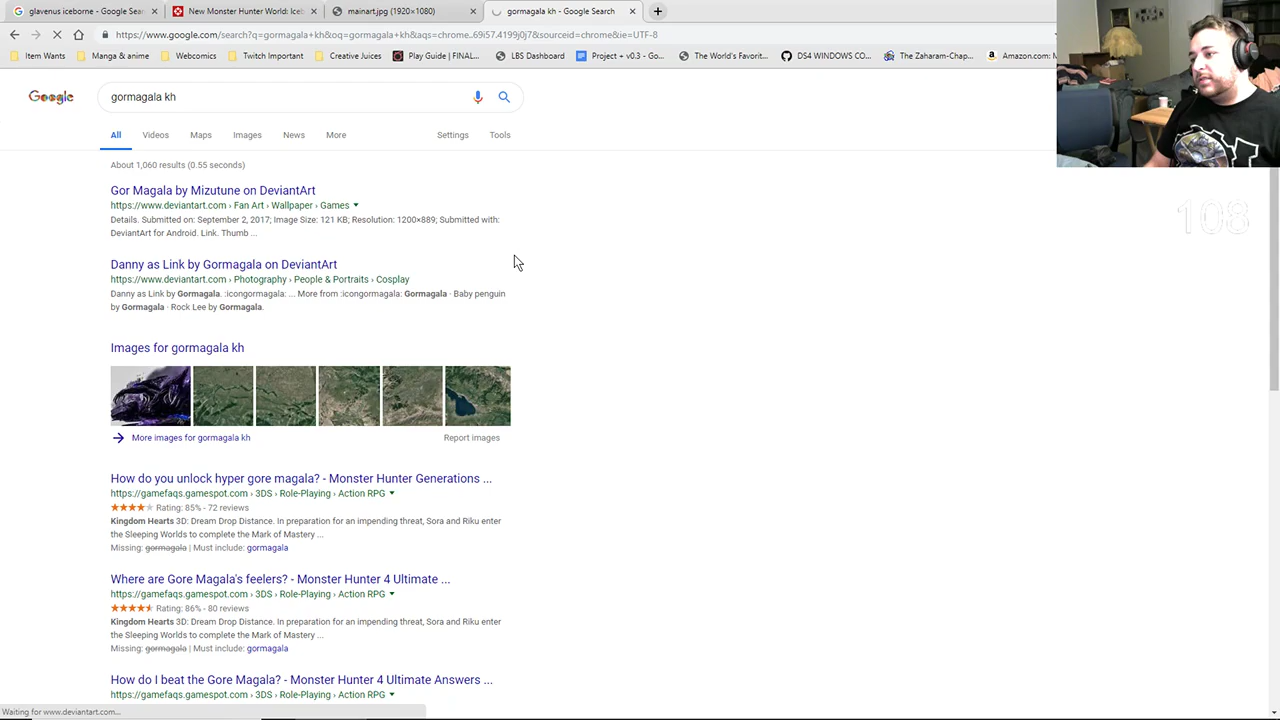 glavenus iceborne - Google Sea
New Monster Hunter World: Iceb
mainart.jpg (1920×1080)
gormagala kh - Google Search
https://www.google.com/search?q=gormagala+kh&oq=gormagala+kh&aqs=chrome..69i57.4199j0j7&sourceid=chrome&ie=UTF-8
Item Wants
Manga & anime
Webcomics
Twitch Important
Creative Juices
Play Guide | FINAL...
LBS Dashboard
Project + v0.3 - Go...
The World's Favorit...
DS4 WINDOWS CO...
The Zaharam-Chap...
Amazon.com: M
Google
gormagala kh
All
Videos
Maps
Images
News
More
Settings
Tools
About 1,060 results (0.55 seconds)
108
Gor Magala by Mizutune on DeviantArt
https://www.deviantart.com › Fan Art › Wallpaper › Games
Details. Submitted on: September 2, 2017; Image Size: 121 KB; Resolution: 1200×889; Submitted with:
DeviantArt for Android. Link. Thumb ...
Danny as Link by Gormagala on DeviantArt
https://www.deviantart.com › Photography › People & Portraits › Cosplay
Danny as Link by Gormagala. :icongormagala: ... More from :icongormagala: Gormagala · Baby penguin
by Gormagala · Rock Lee by Gormagala.
Images for gormagala kh
More images for gormagala kh
Report images
How do you unlock hyper gore magala? - Monster Hunter Generations ...
https://gamefaqs.gamespot.com › 3DS › Role-Playing › Action RPG
Rating: 85% - 72 reviews
Kingdom Hearts 3D: Dream Drop Distance. In preparation for an impending threat, Sora and Riku enter
the Sleeping Worlds to complete the Mark of Mastery ...
Missing: gormagala | Must include: gormagala
Where are Gore Magala's feelers? - Monster Hunter 4 Ultimate ...
https://gamefaqs.gamespot.com › 3DS › Role-Playing › Action RPG
Rating: 86% - 80 reviews
Kingdom Hearts 3D: Dream Drop Distance. In preparation for an impending threat, Sora and Riku enter
the Sleeping Worlds to complete the Mark of Mastery ...
Missing: gormagala | Must include: gormagala
How do I beat the Gore Magala? - Monster Hunter 4 Ultimate Answers ...
https://gamefaqs.gamespot.com › 3DS › Role-Playing › Action RPG
Waiting for www.deviantart.com...